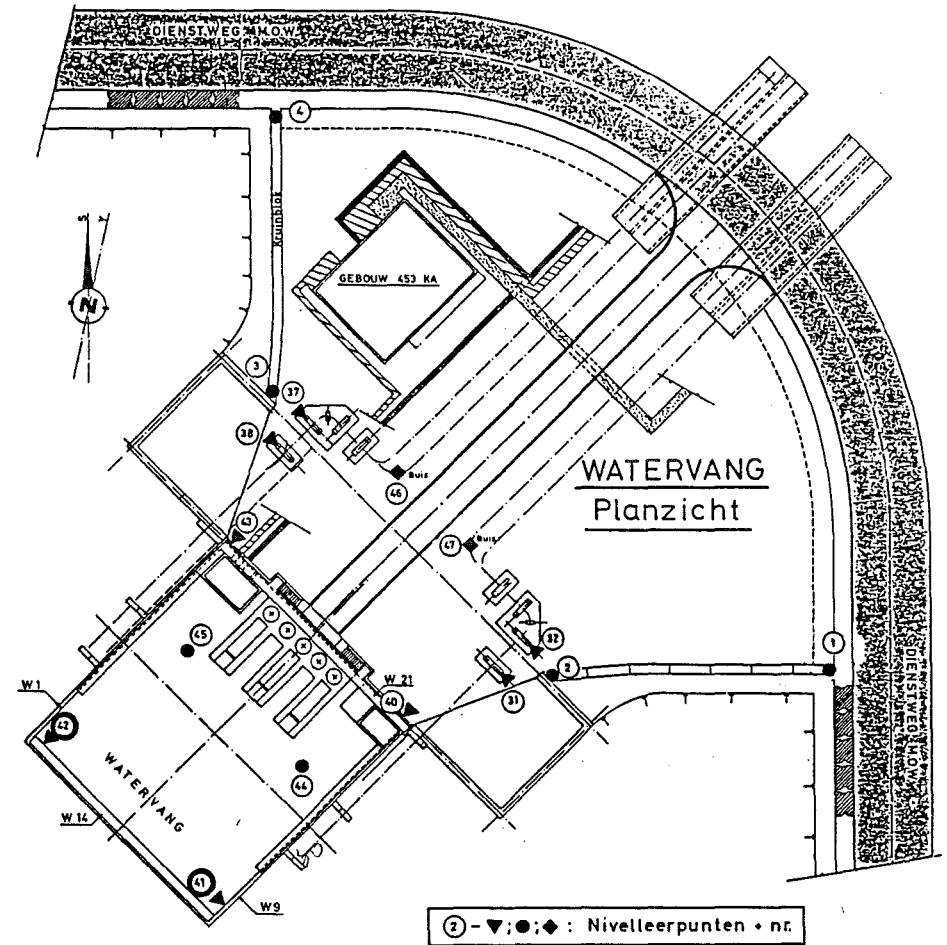 DIENSTWEG M.O.W.
4
Kruinblok
S
Y
N
GEBOUW 453 KA
3
37
38
Buis
46
WATERVANG
Planzicht
43
47
Buis
45
32
1
2
W 1
W 21
31
40
42
DIENSTWEG M.O.W.
WATERVANG
44
W 14
41
W9
2 - ▼;●;◆ : Nivelleerpunten + nr.